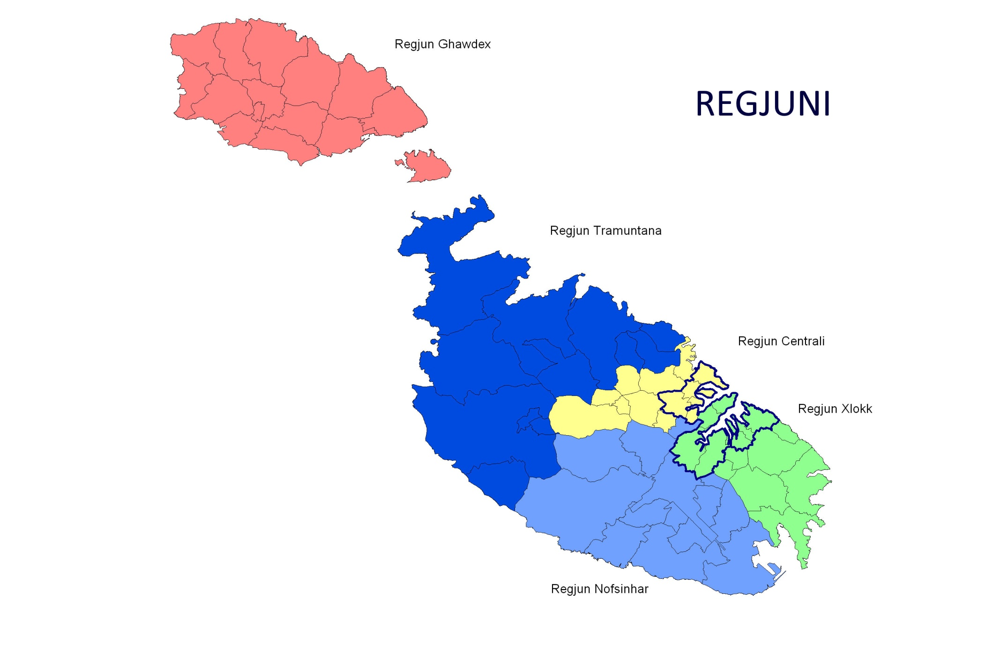 Regjun Ghawdex
REGJUNI
Regjun Tramuntana
Regjun Centrali
Regjun Xlokk
Regjun Nofsinhar